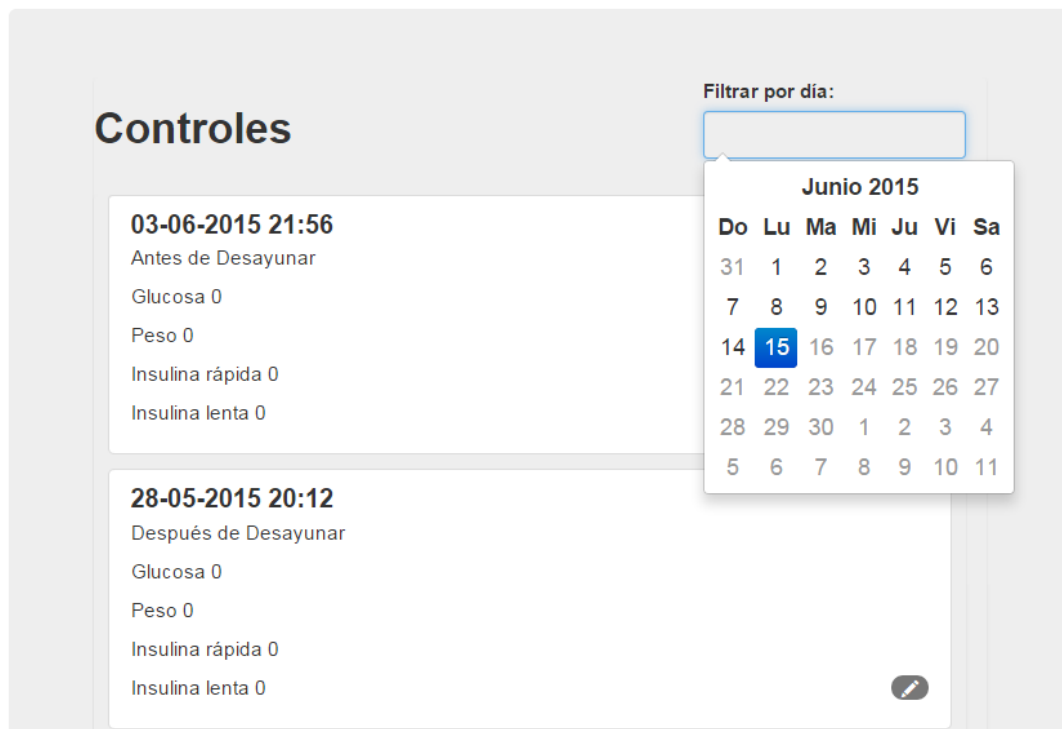 Filtrar por día:
Controles
Junio 2015
Do Lu Ma Mi Ju Vi Sa
31 1 2 3 4 5 6
7 8 9 10 11 12 13
14 15 16 17 18 19 20
21 22 23 24 25 26 27
28 29 30 1 2 3 4
5 6 7 8 9 10 11
03-06-2015 21:56
Antes de Desayunar
Glucosa 0
Peso 0
Insulina rápida 0
Insulina lenta 0
28-05-2015 20:12
Después de Desayunar
Glucosa 0
Peso 0
Insulina rápida 0
Insulina lenta 0